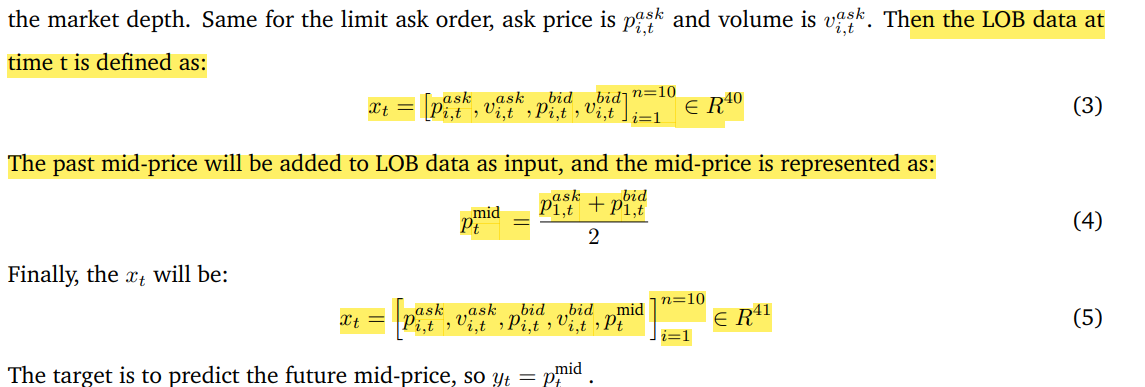 the market depth. Same for the limit ask order, ask price is $p_{i,t}^{ask}$ and volume is $v_{i,t}^{ask}$. Then the LOB data at
time t is defined as:
$x_t = \left[p_{i,t}^{ask}, v_{i,t}^{ask}, p_{i,t}^{bid}, v_{i,t}^{bid}\right]_{i=1}^{n=10} \in R^{40}$ (3)
The past mid-price will be added to LOB data as input, and the mid-price is represented as:
$p_t^{\text{mid}} = \frac{p_{1,t}^{ask} + p_{1,t}^{bid}}{2}$ (4)
Finally, the $x_t$ will be:
$x_t = \left[p_{i,t}^{ask}, v_{i,t}^{ask}, p_{i,t}^{bid}, v_{i,t}^{bid}, p_t^{\text{mid}}\right]_{i=1}^{n=10} \in R^{41}$ (5)
The target is to predict the future mid-price, so $y_t = p_t^{\text{mid}}$ .